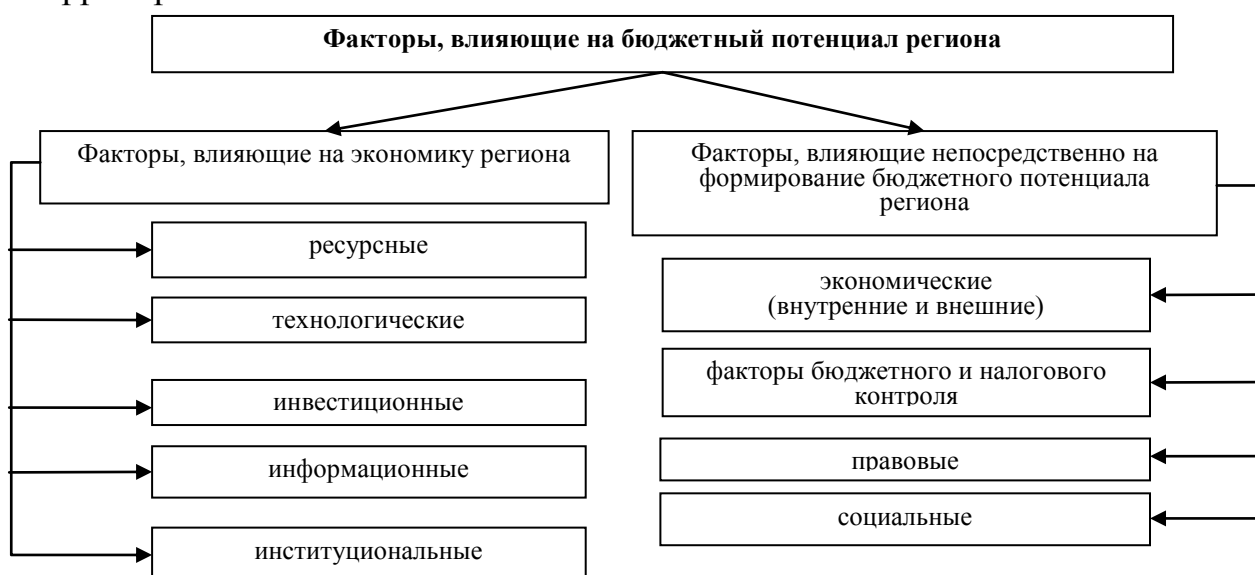 Факторы, влияющие на бюджетный потенциал региона
Факторы, влияющие на экономику региона
ресурсные
технологические
инвестиционные
информационные
институциональные
Факторы, влияющие непосредственно на
формирование бюджетного потенциала
региона
экономические
(внутренние и внешние)
факторы бюджетного и налогового
контроля
правовые
социальные